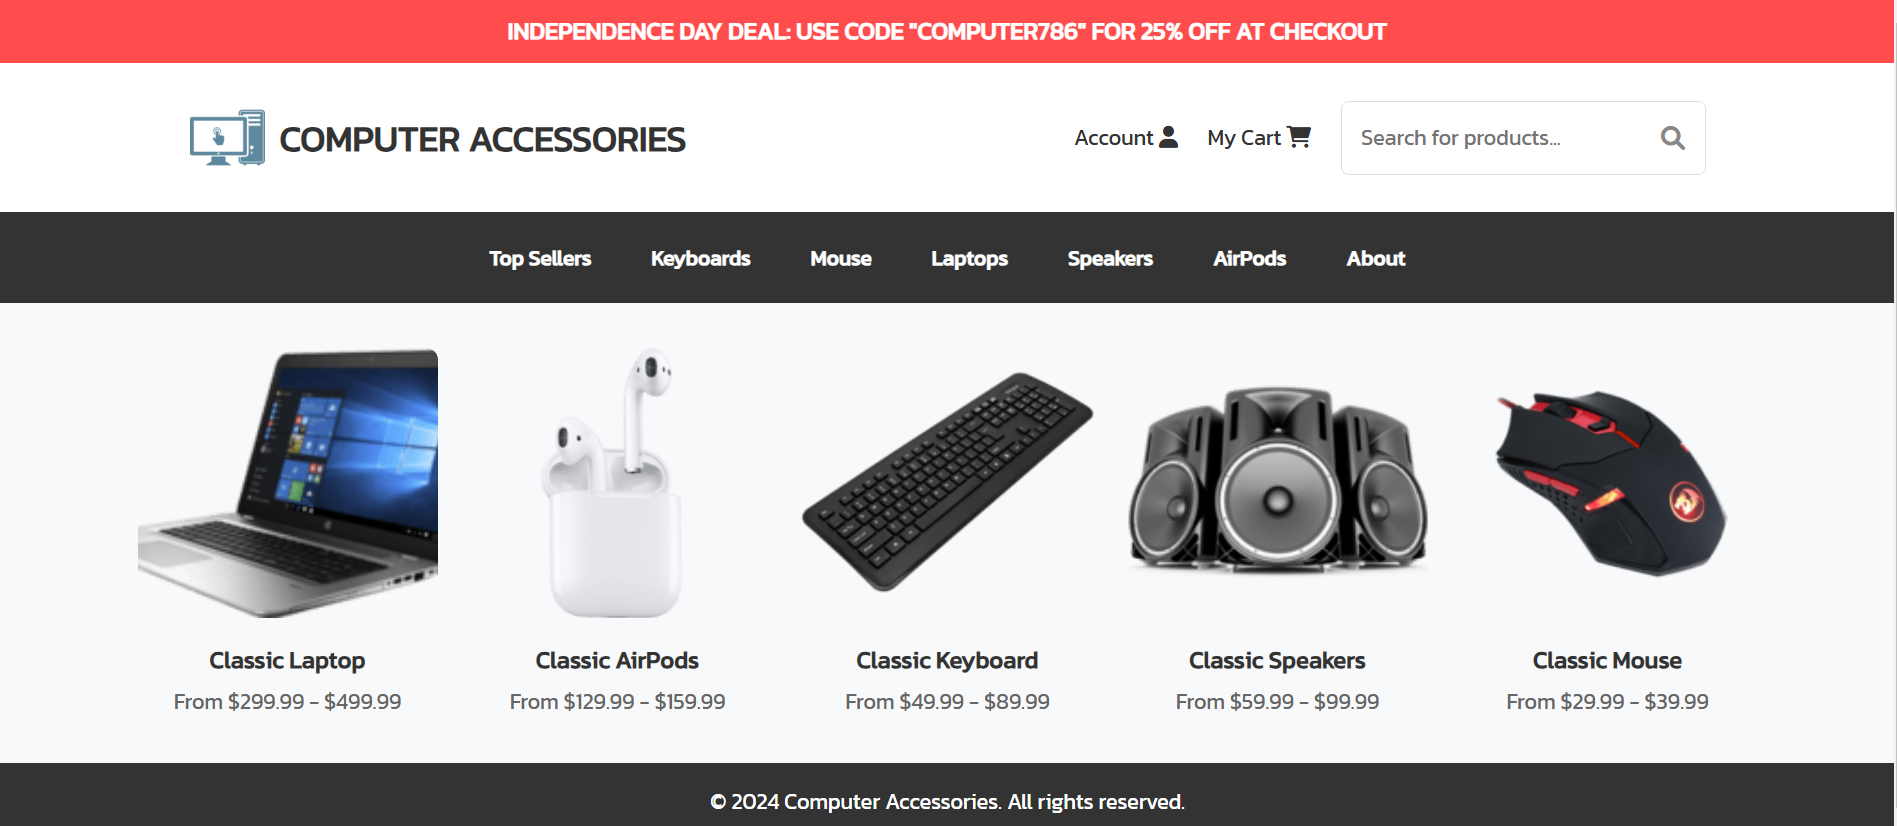 INDEPENDENCE DAY DEAL: USE CODE "COMPUTER786" FOR 25% OFF AT CHECKOUT
COMPUTER ACCESSORIES
Account
My Cart
Search for products...
Top Sellers
Keyboards
Mouse
Laptops
Speakers
AirPods
About
Classic Laptop
From $299.99 - $499.99
Classic AirPods
From $129.99 - $159.99
Classic Keyboard
From $49.99 - $89.99
Classic Speakers
From $59.99 - $99.99
Classic Mouse
From $29.99 - $39.99
© 2024 Computer Accessories. All rights reserved.